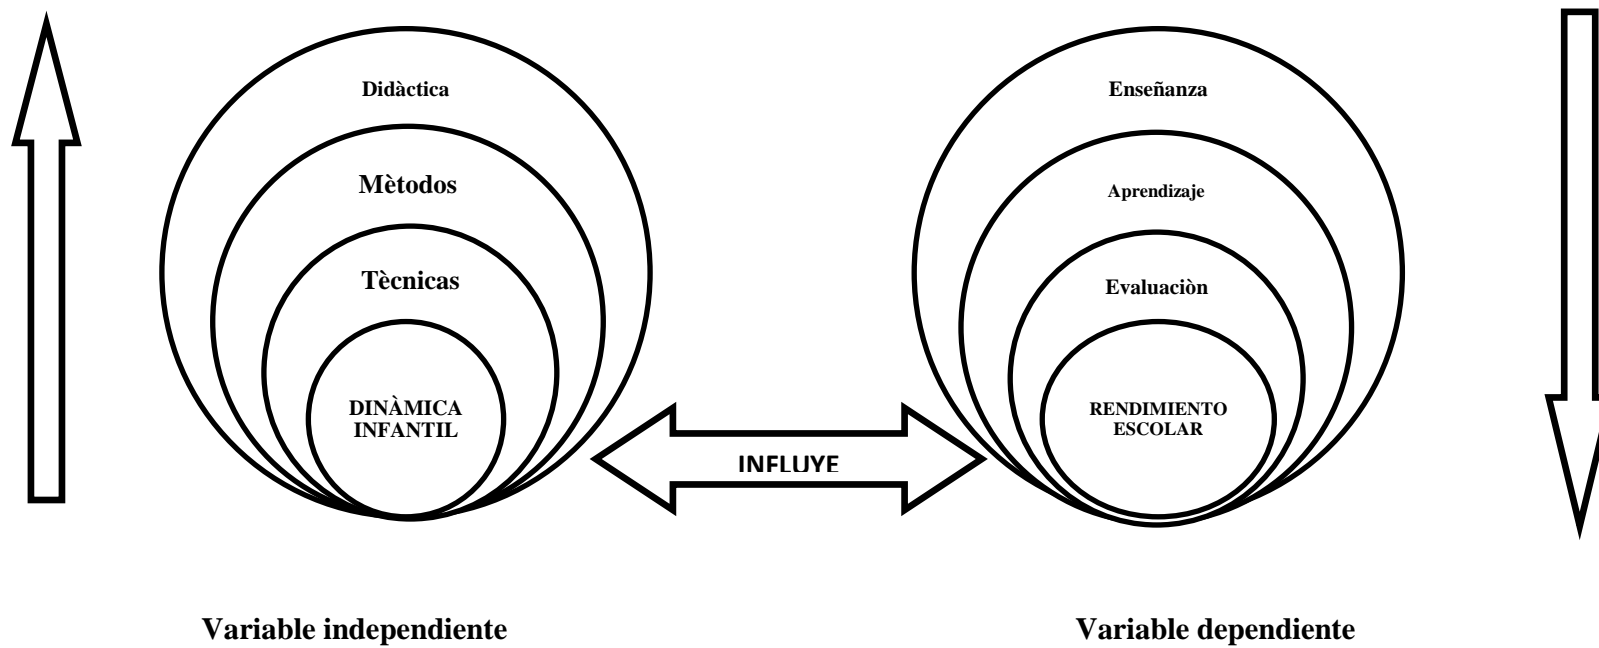 Didàctica
Mètodos
Tècnicas
DINÀMICA
INFANTIL
Enseñanza
Aprendizaje
Evaluaciòn
RENDIMIENTO
ESCOLAR
INFLUYE
Variable independiente
Variable dependiente